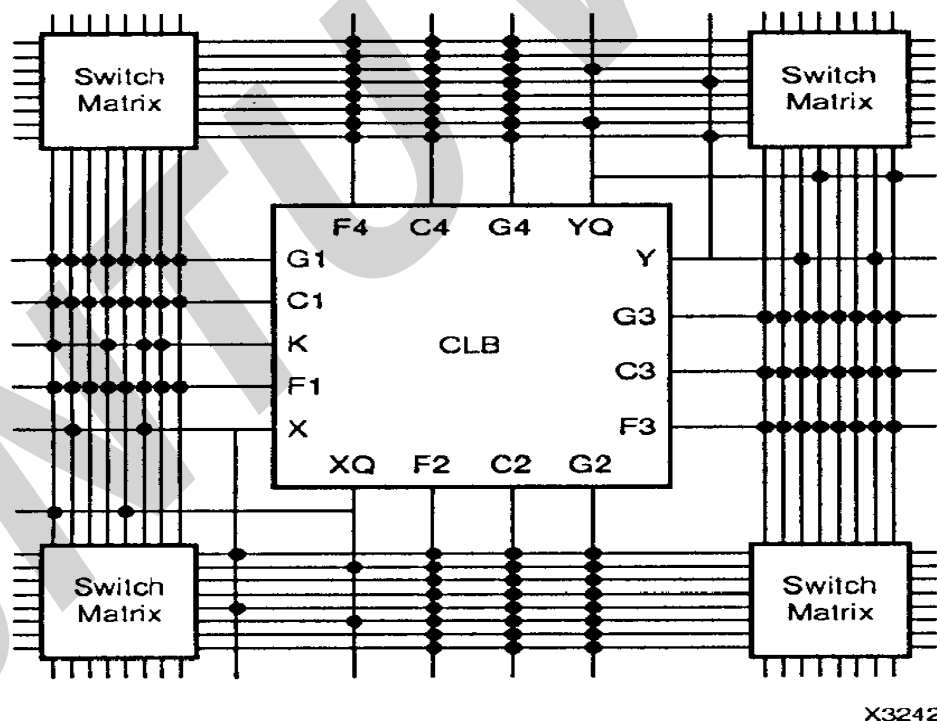 Switch
Matrix
Switch
Matrix
F4 C4 G4 YQ
G1
Y
C1
G3
K
CLB
C3
F1
X
F3
XQ F2 C2 G2
Switch
Matrix
Switch
Matrix
X3242